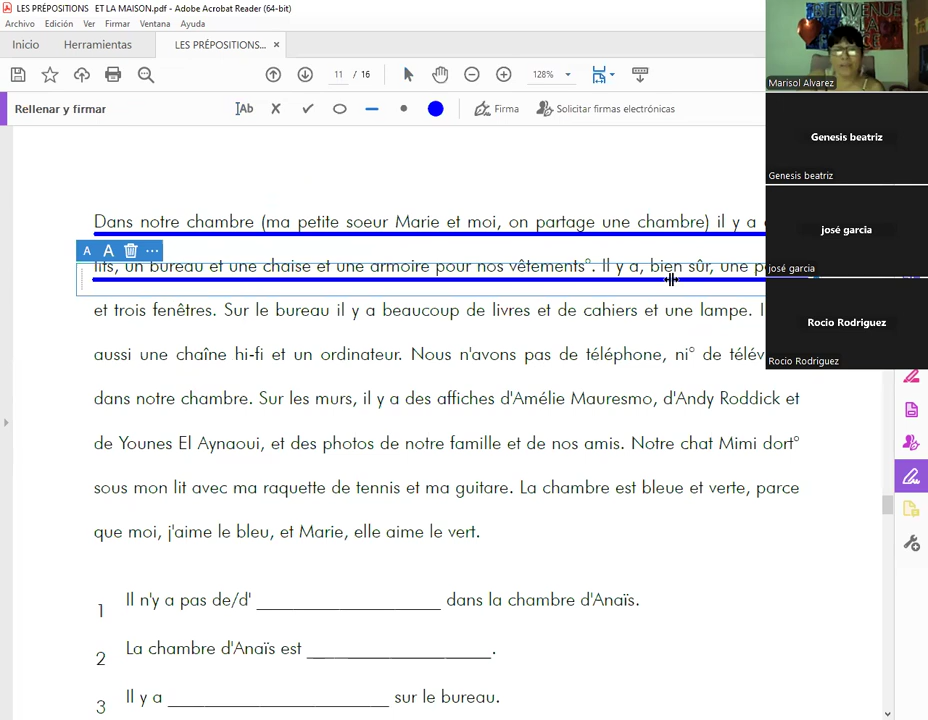 LES PRÉPOSITIONS ET LA MAISON.pdf - Adobe Acrobat Reader (64-bit)
Archivo Edición Ver Firmar Ventana Ayuda
Inicio Herramientas LES PRÉPOSITIONS... ×
11 / 16 128%
Rellenar y firmar Ab Firma Solicitar firmas electrónicas
BIENVENUE
LA
Marisol Alvarez
Genesis beatriz
Genesis beatriz
josé garcia
josé garcia
Rocio Rodriguez
Rocio Rodriguez
Dans notre chambre (ma petite soeur Marie et moi, on partage une chambre) il y a
A A
lits, un bureau et une chaise et une armoire pour nos vêtements°. Il y a, bien sûr, une
et trois fenêtres. Sur le bureau il y a beaucoup de livres et de cahiers et une lampe.
aussi une chaîne hi-fi et un ordinateur. Nous n'avons pas de téléphone, ni° de
dans notre chambre. Sur les murs, il y a des affiches d'Amélie Mauresmo, d'Andy Roddick et
de Younes El Aynaoui, et des photos de notre famille et de nos amis. Notre chat Mimi dort°
sous mon lit avec ma raquette de tennis et ma guitare. La chambre est bleue et verte, parce
que moi, j'aime le bleu, et Marie, elle aime le vert.
1 Il n'y a pas de/d' ____________________ dans la chambre d'Anaïs.
2 La chambre d'Anaïs est ____________________.
3 Il y a ________________________ sur le bureau.